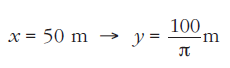 x = 50 m → y = 100/π m